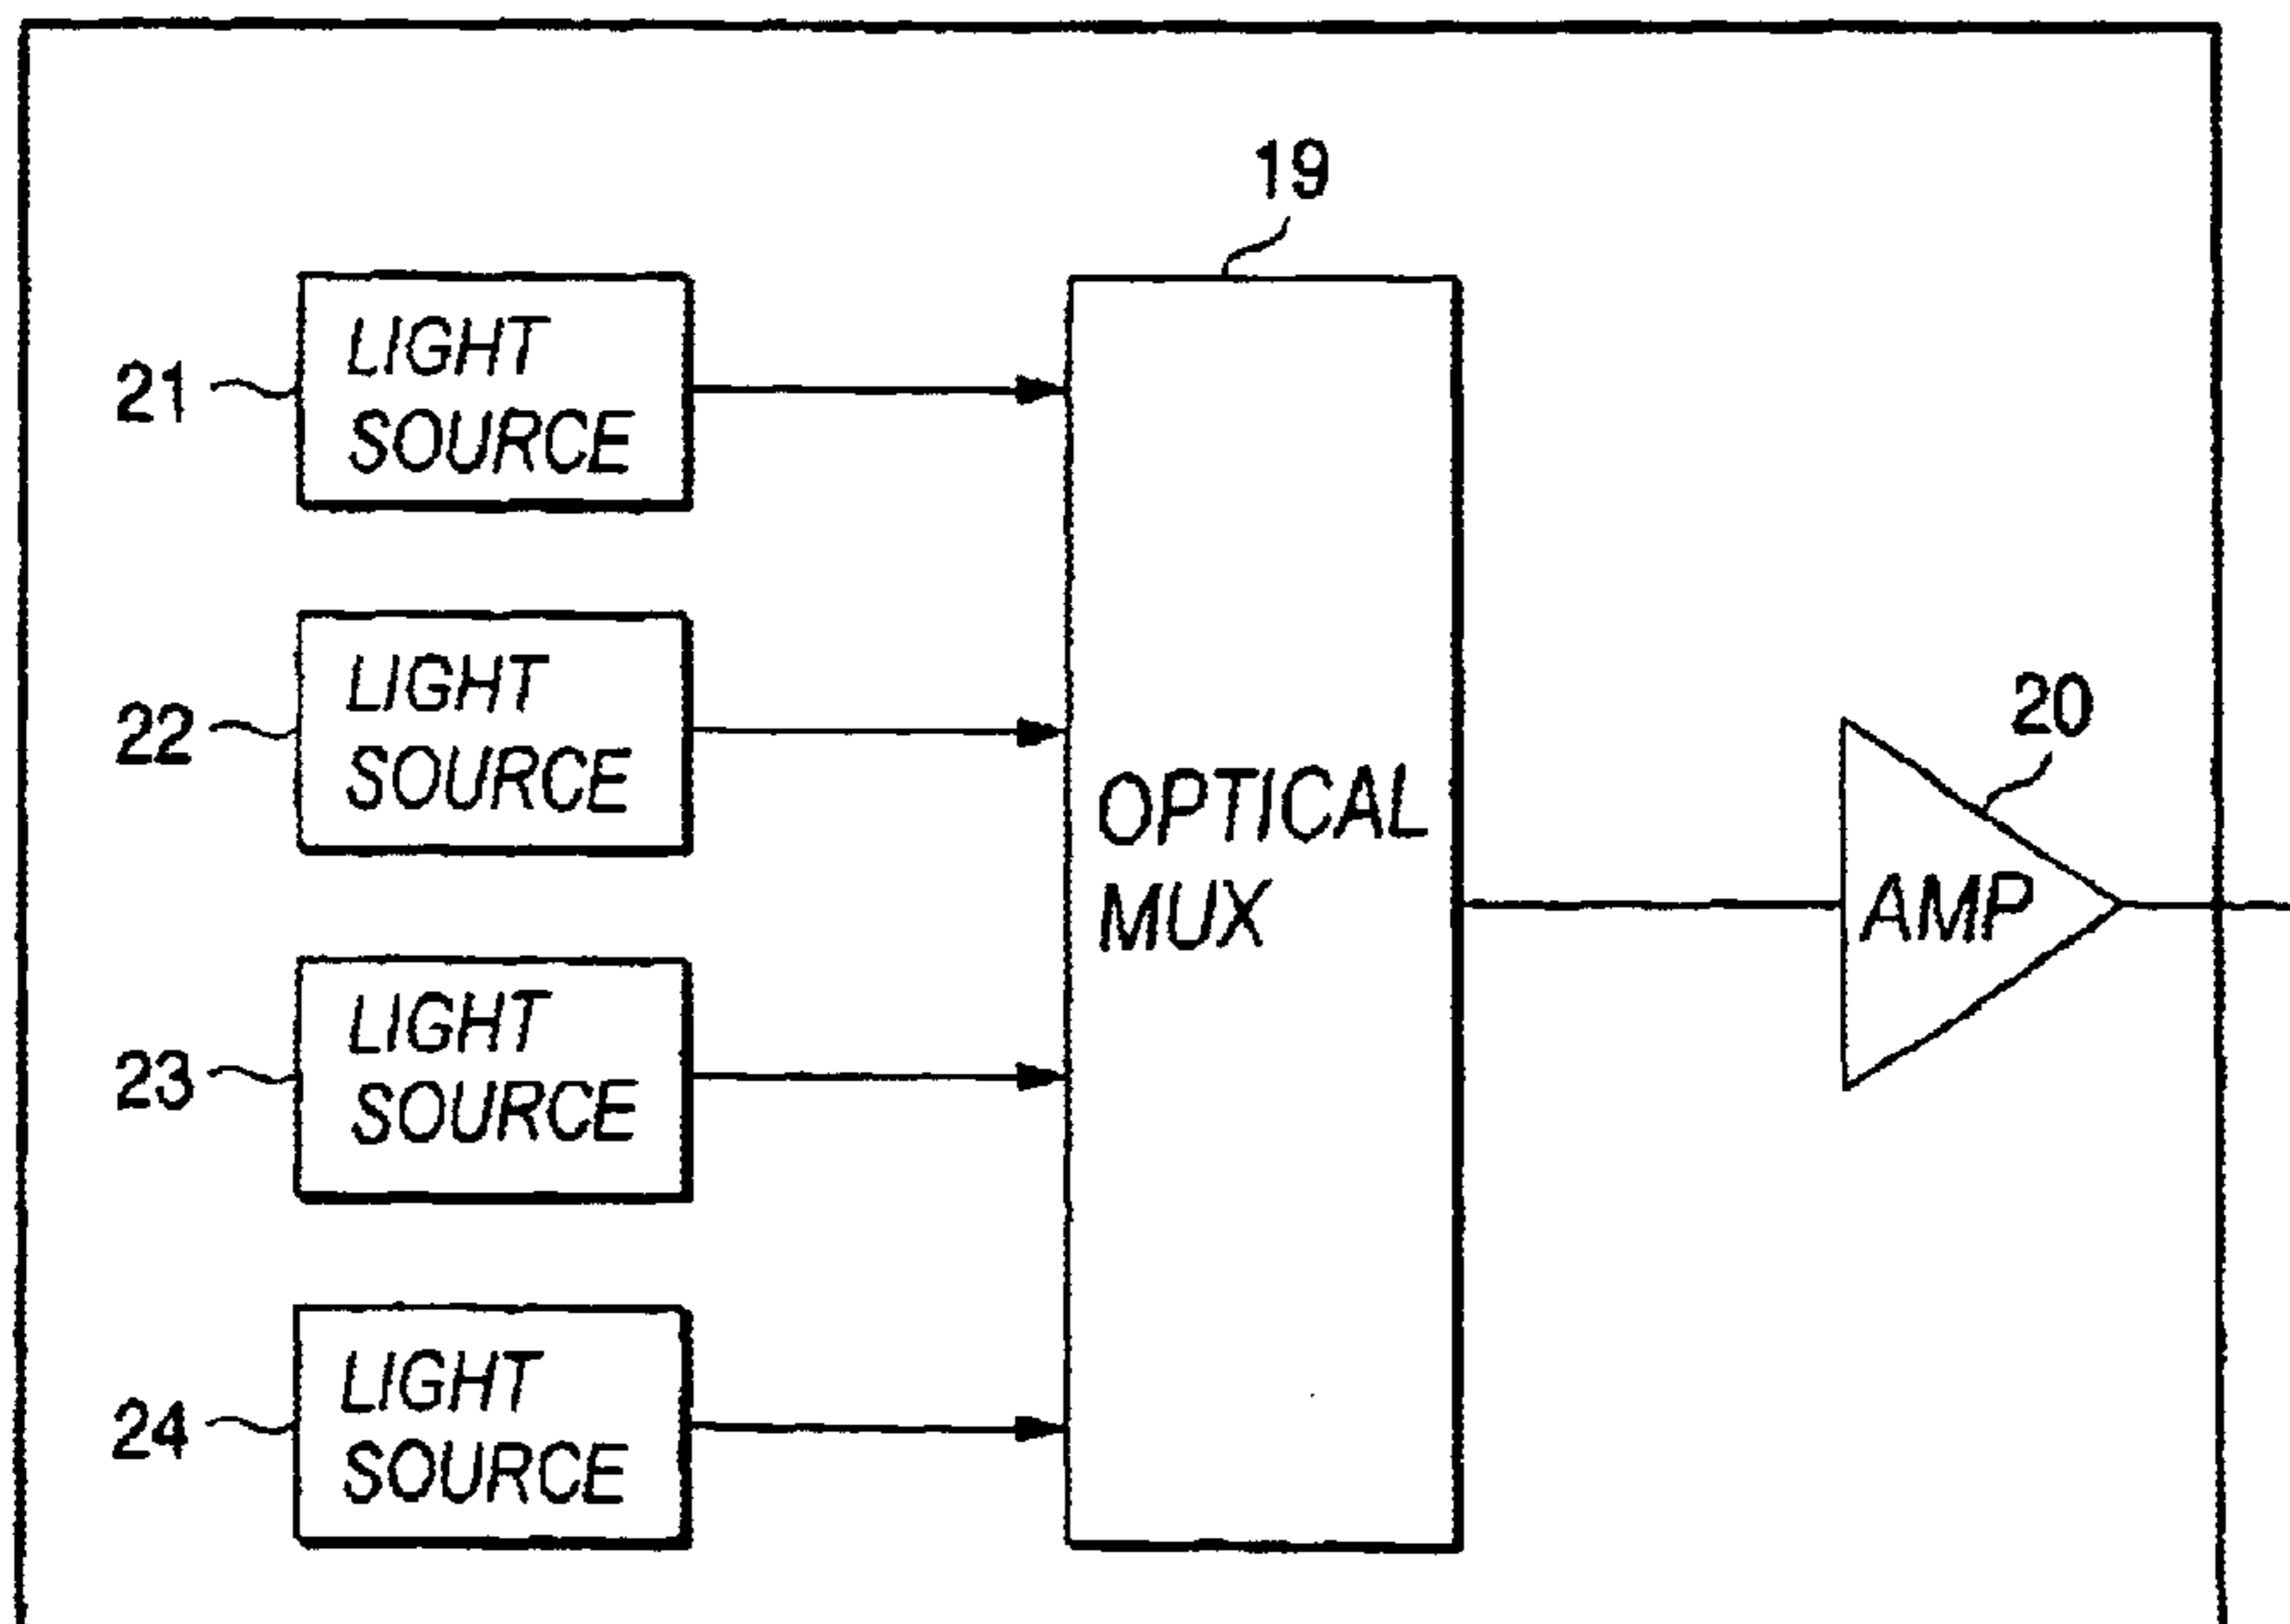 19
21
LIGHT
SOURCE
22
LIGHT
SOURCE
OPTICAL
MUX
20
AMP
23
LIGHT
SOURCE
24
LIGHT
SOURCE